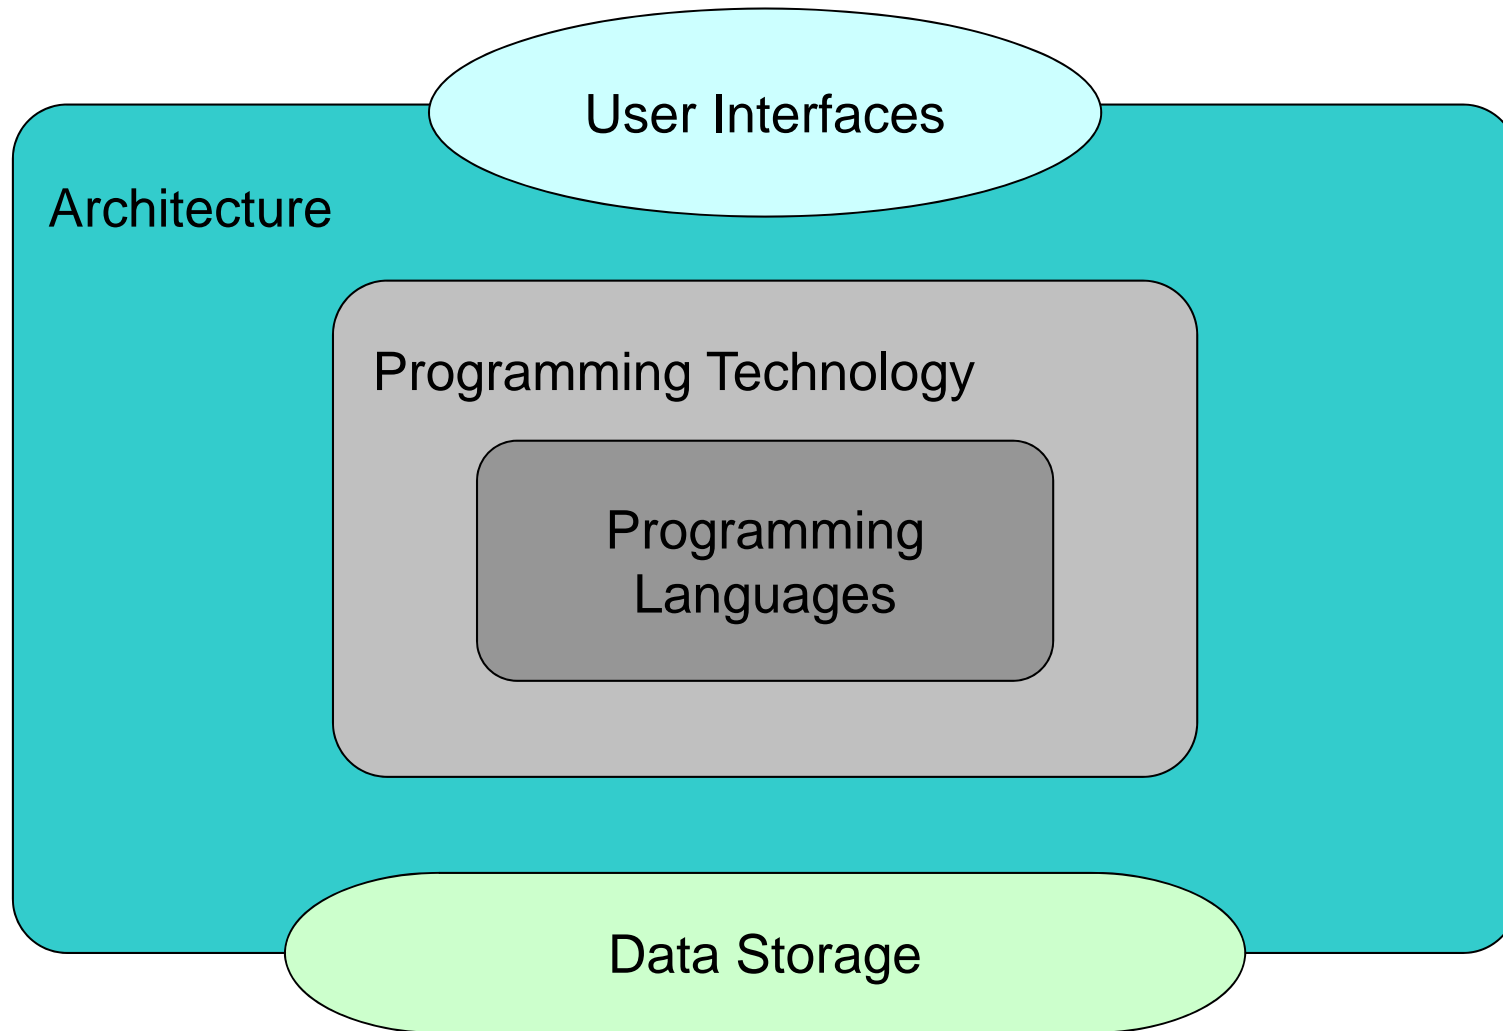 User Interfaces
Architecture
Programming Technology
Programming
Languages
Data Storage